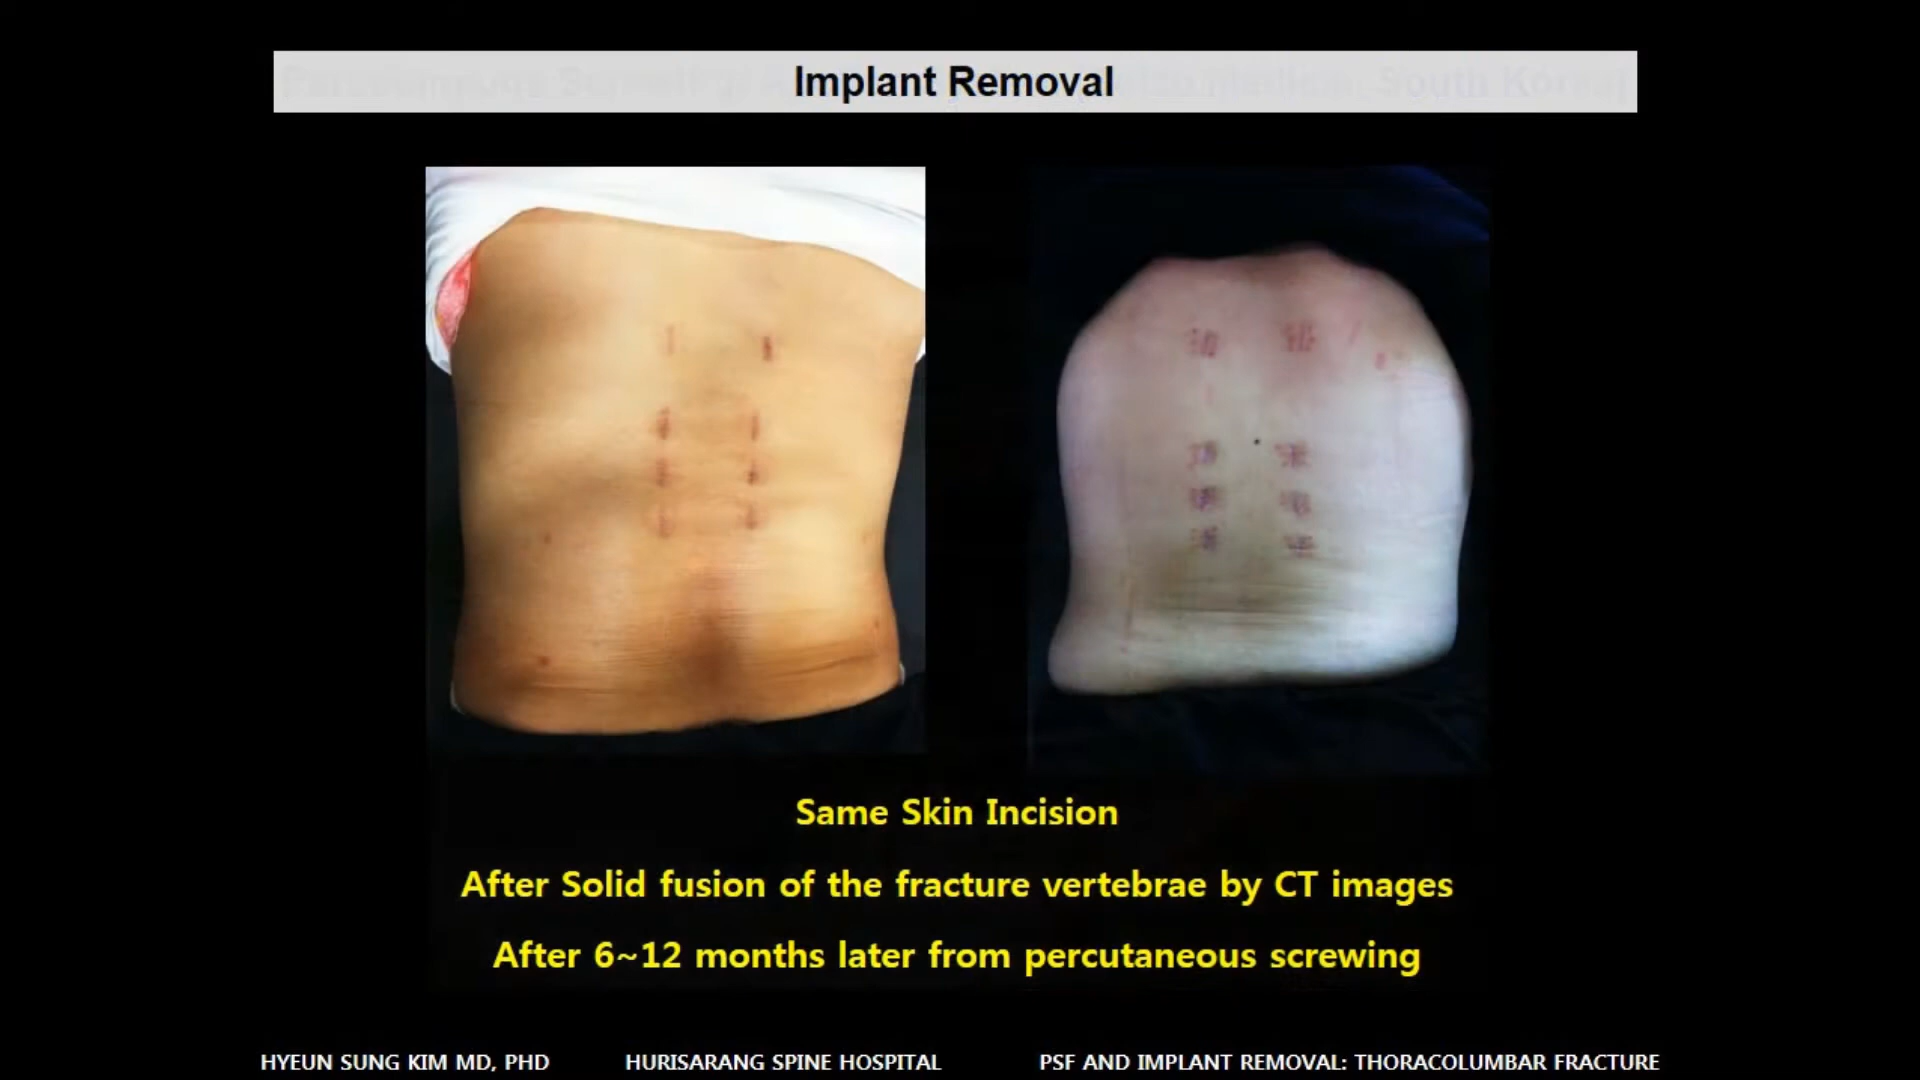 Implant Removal
Same Skin Incision
After Solid fusion of the fracture vertebrae by CT images
After 6~12 months later from percutaneous screwing
HYEUN SUNG KIM MD, PHD HURISARANG SPINE HOSPITAL PSF AND IMPLANT REMOVAL: THORACOLUMBAR FRACTURE